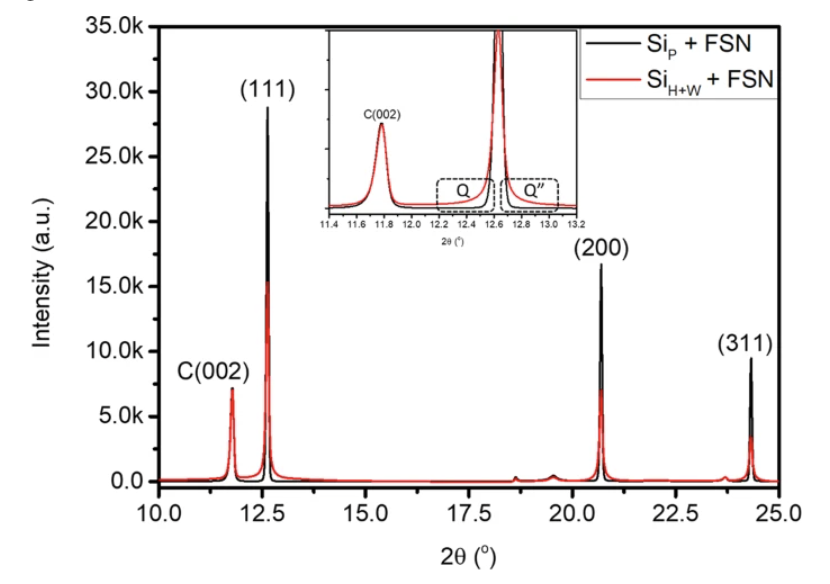 35.0k
30.0k
25.0k
20.0k
15.0k
10.0k
5.0k
0.0
Intensity (a.u.)
10.0 12.5 15.0 17.5 20.0 22.5 25.0
2θ (°)
C(002)
(111)
(200)
(311)
Si_P + FSN
Si_H+W + FSN
C(002)
Q
Q″
11.4 11.6 11.8 12.0 12.2 12.4 12.6 12.8 13.0 13.2
2θ (°)